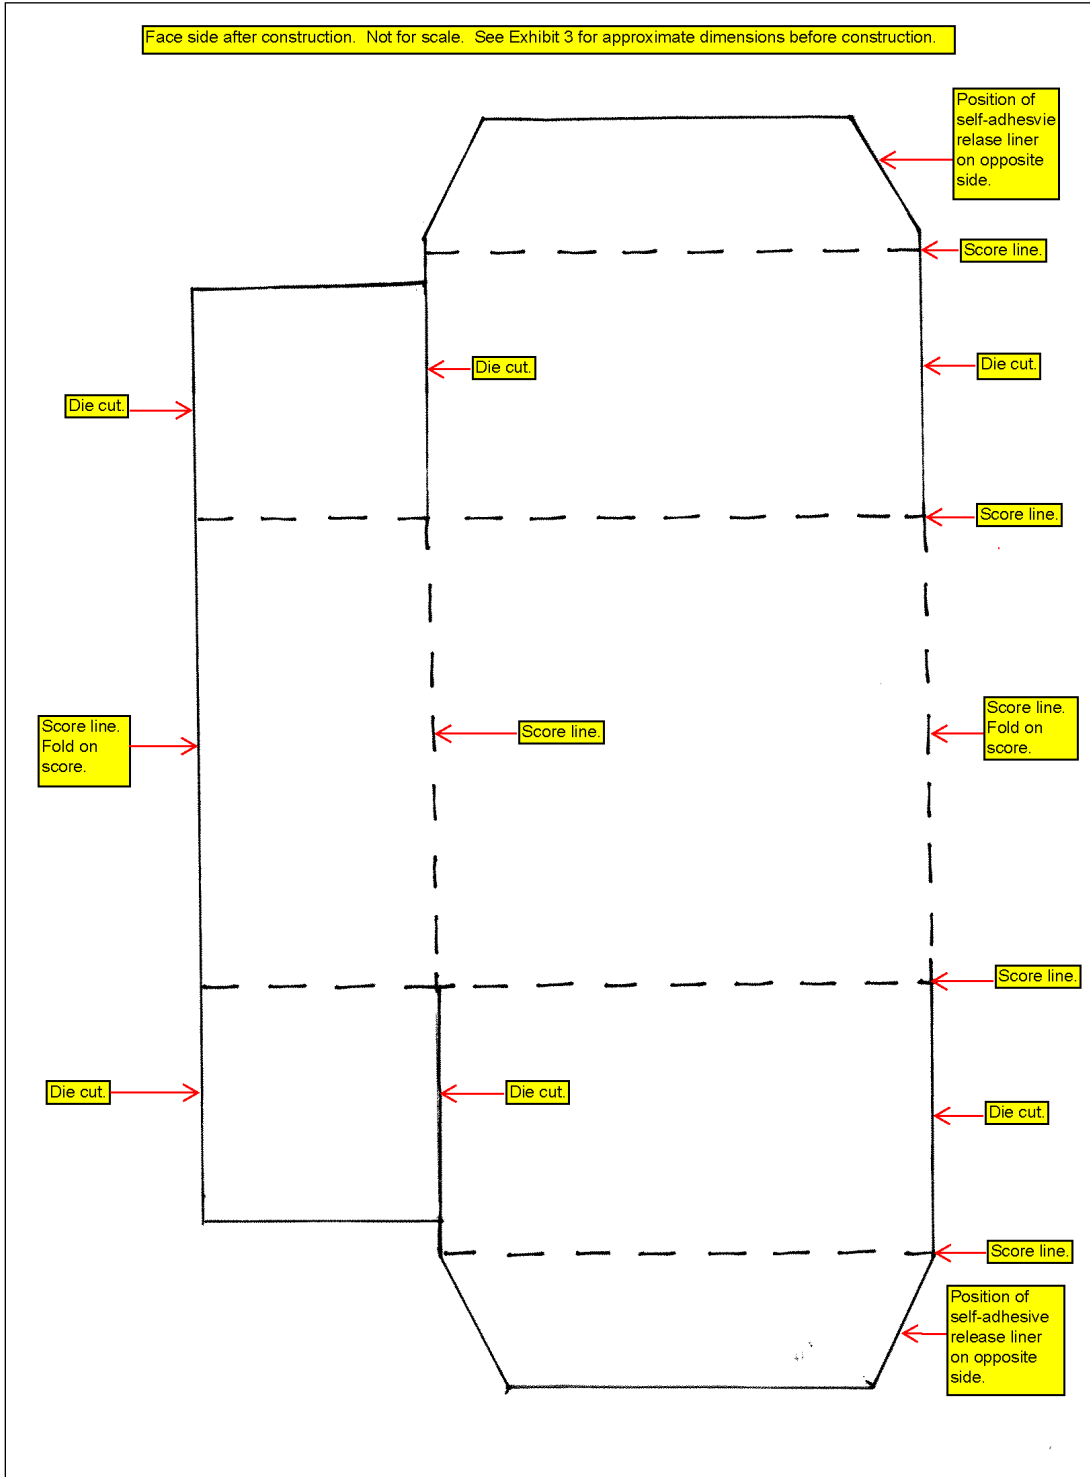 Face side after construction.  Not for scale.  See Exhibit 3 for approximate dimensions before construction.
Position of
self-adhesvie
relase liner
on opposite
side.
Score line.
Die cut.
Die cut.
Die cut.
Score line.
Score line.
Fold on
score.
Score line.
Score line.
Fold on
score.
Score line.
Die cut.
Die cut.
Die cut.
Score line.
Position of
self-adhesive
release liner
on opposite
side.